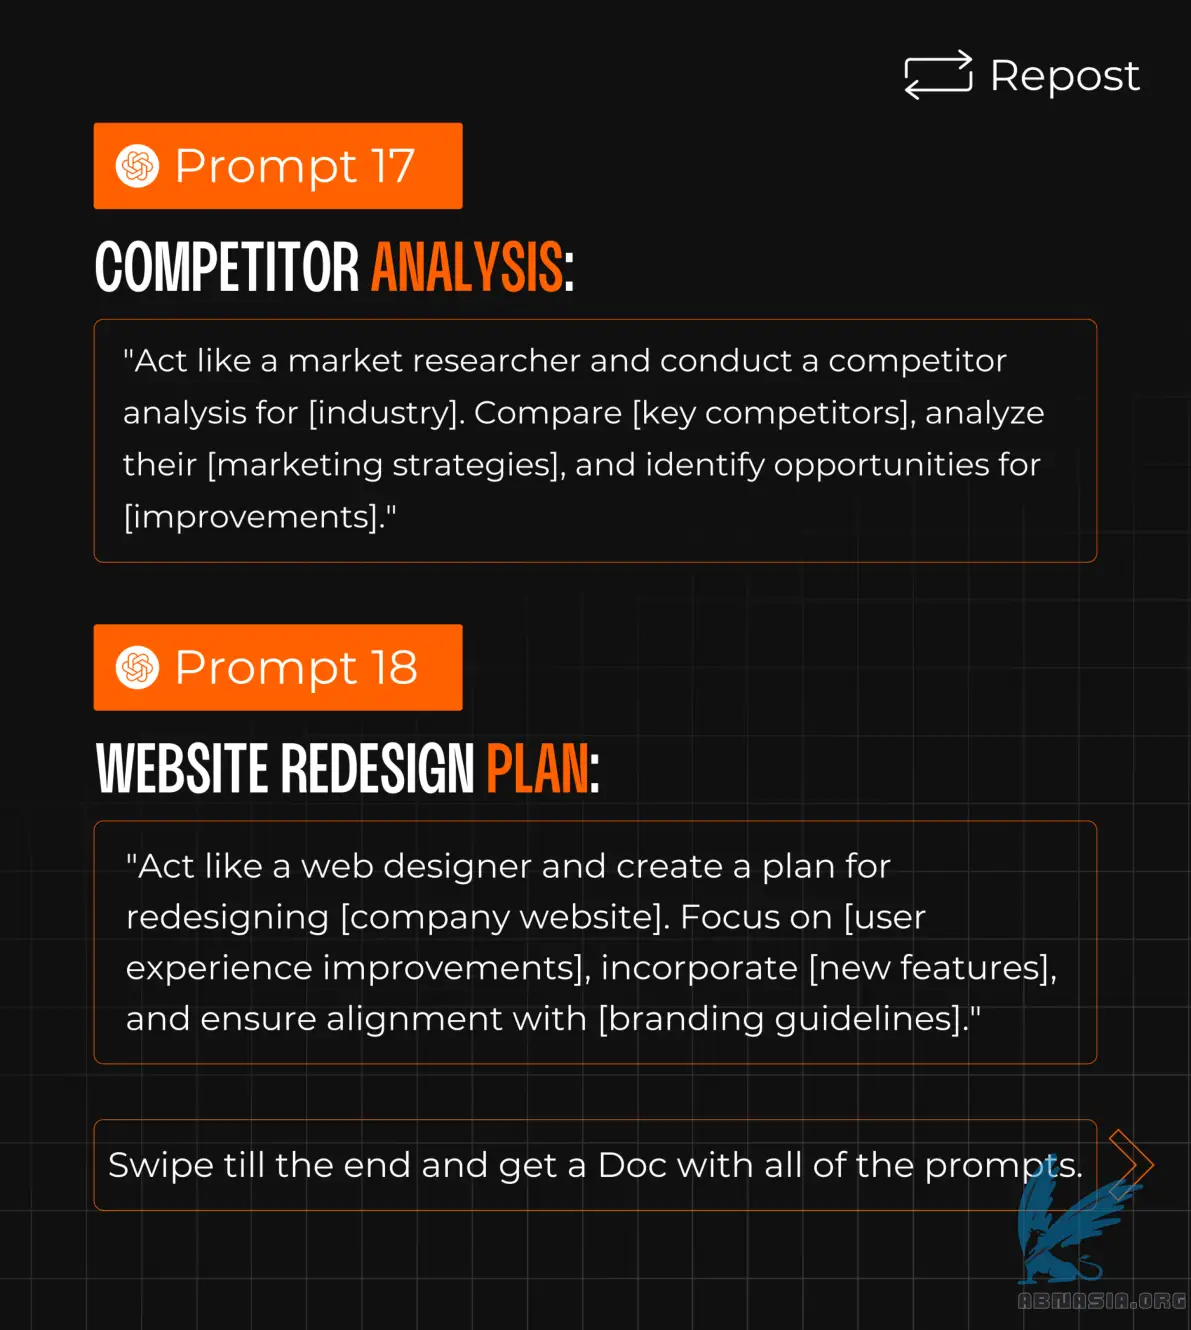 Repost
Prompt 17
COMPETITOR ANALYSIS:
"Act like a market researcher and conduct a competitor
analysis for [industry]. Compare [key competitors], analyze
their [marketing strategies], and identify opportunities for
[improvements]."
Prompt 18
WEBSITE REDESIGN PLAN:
"Act like a web designer and create a plan for
redesigning [company website]. Focus on [user
experience improvements], incorporate [new features],
and ensure alignment with [branding guidelines]."
Swipe till the end and get a Doc with all of the prompts.
ABNASIA.ORG